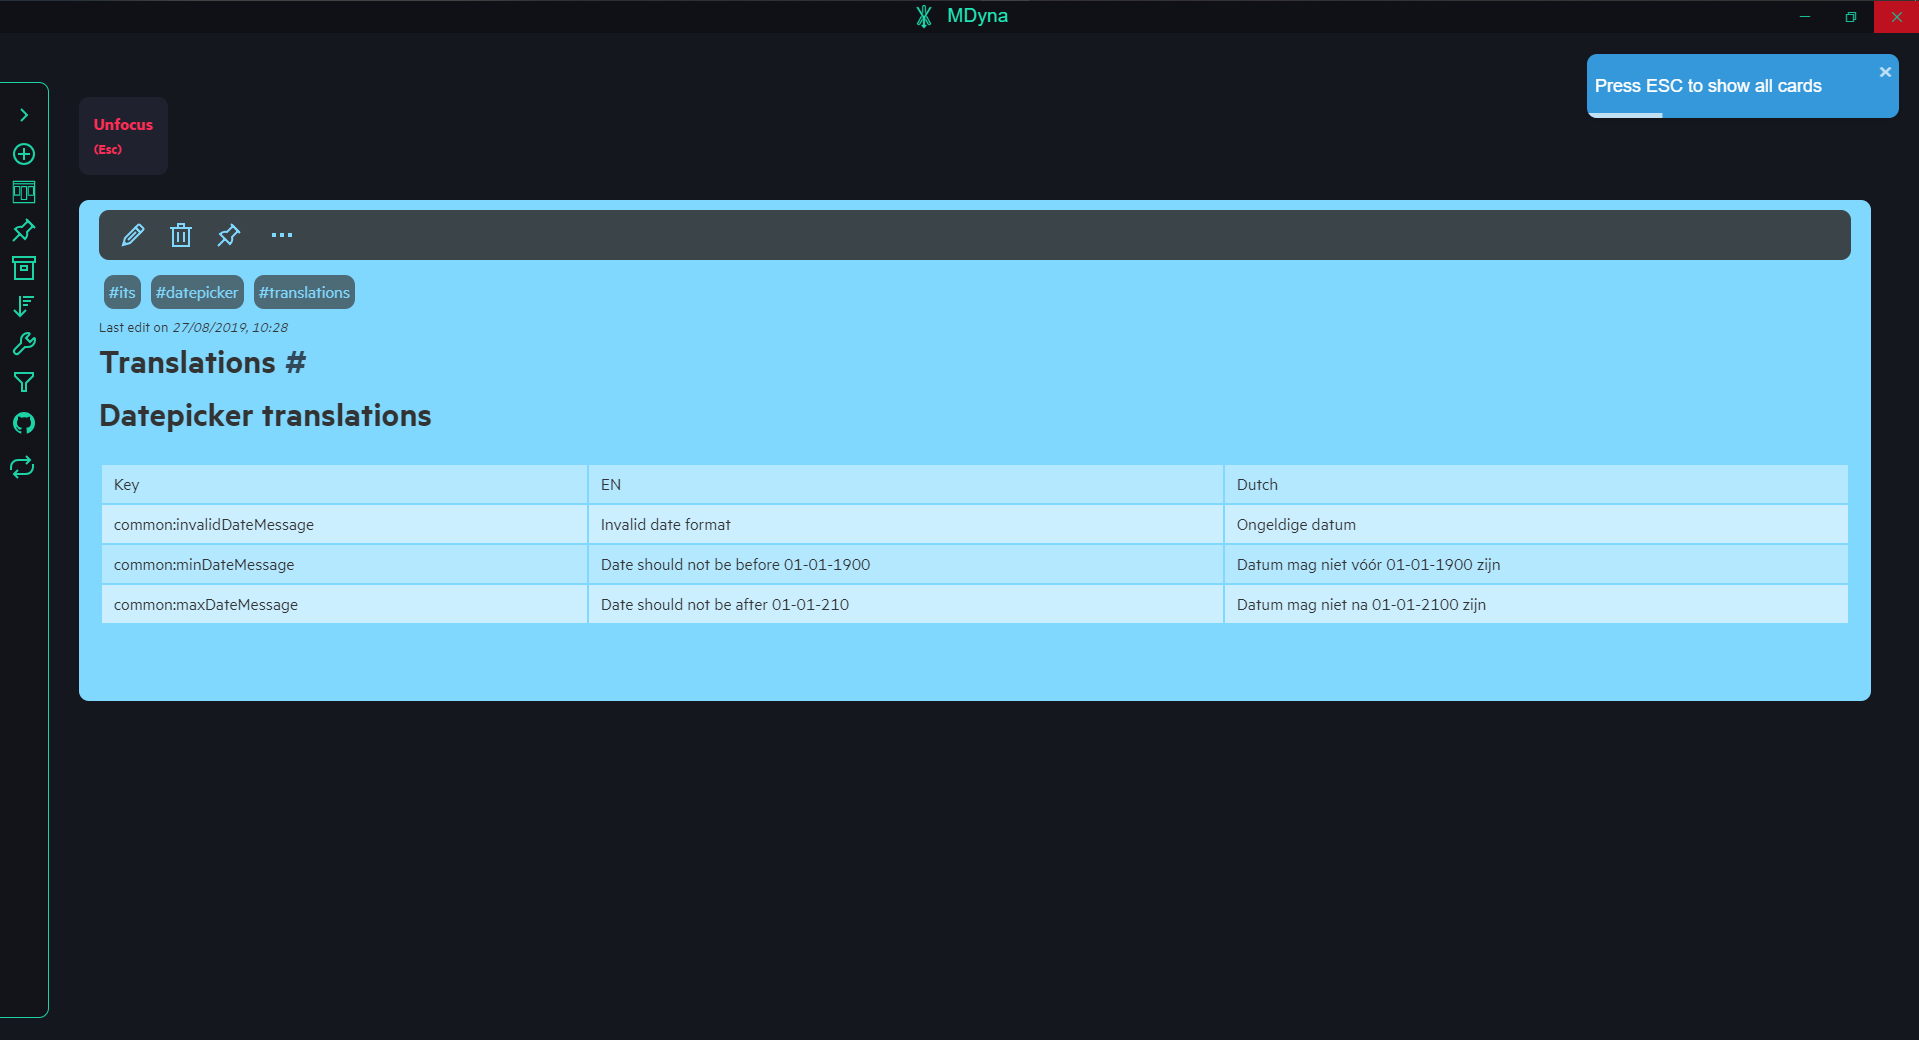 MDyna
Press ESC to show all cards
Unfocus
(Esc)
#its #datepicker #translations
Last edit on 27/08/2019, 10:28
Translations #
Datepicker translations
Key EN Dutch
common:invalidDateMessage Invalid date format Ongeldige datum
common:minDateMessage Date should not be before 01-01-1900 Datum mag niet vóór 01-01-1900 zijn
common:maxDateMessage Date should not be after 01-01-210 Datum mag niet na 01-01-2100 zijn